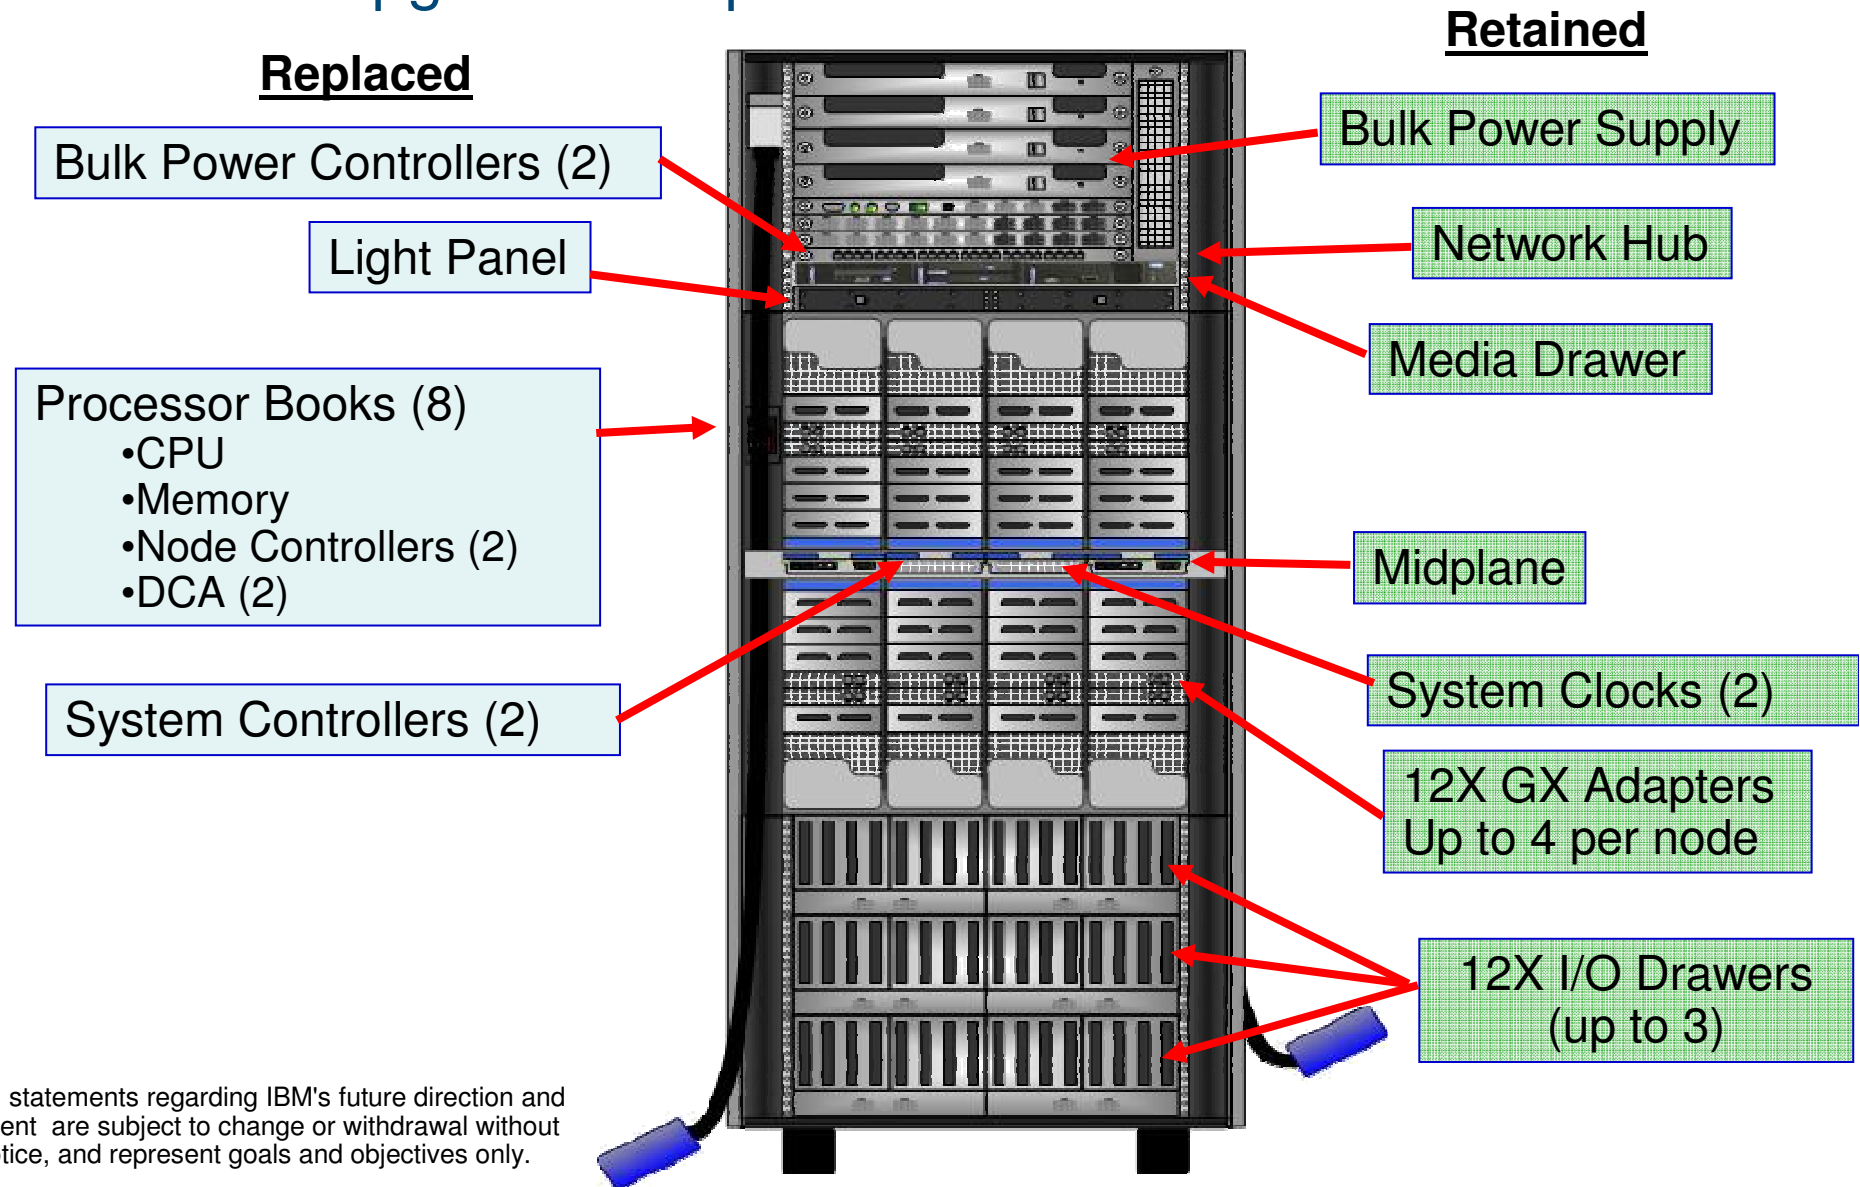 Replaced
Bulk Power Controllers (2)
Light Panel
Processor Books (8)
•CPU
•Memory
•Node Controllers (2)
•DCA (2)
System Controllers (2)
Retained
Bulk Power Supply
Network Hub
Media Drawer
Midplane
System Clocks (2)
12X GX Adapters
Up to 4 per node
12X I/O Drawers
(up to 3)
statements regarding IBM's future direction and
are subject to change or withdrawal without
and represent goals and objectives only.